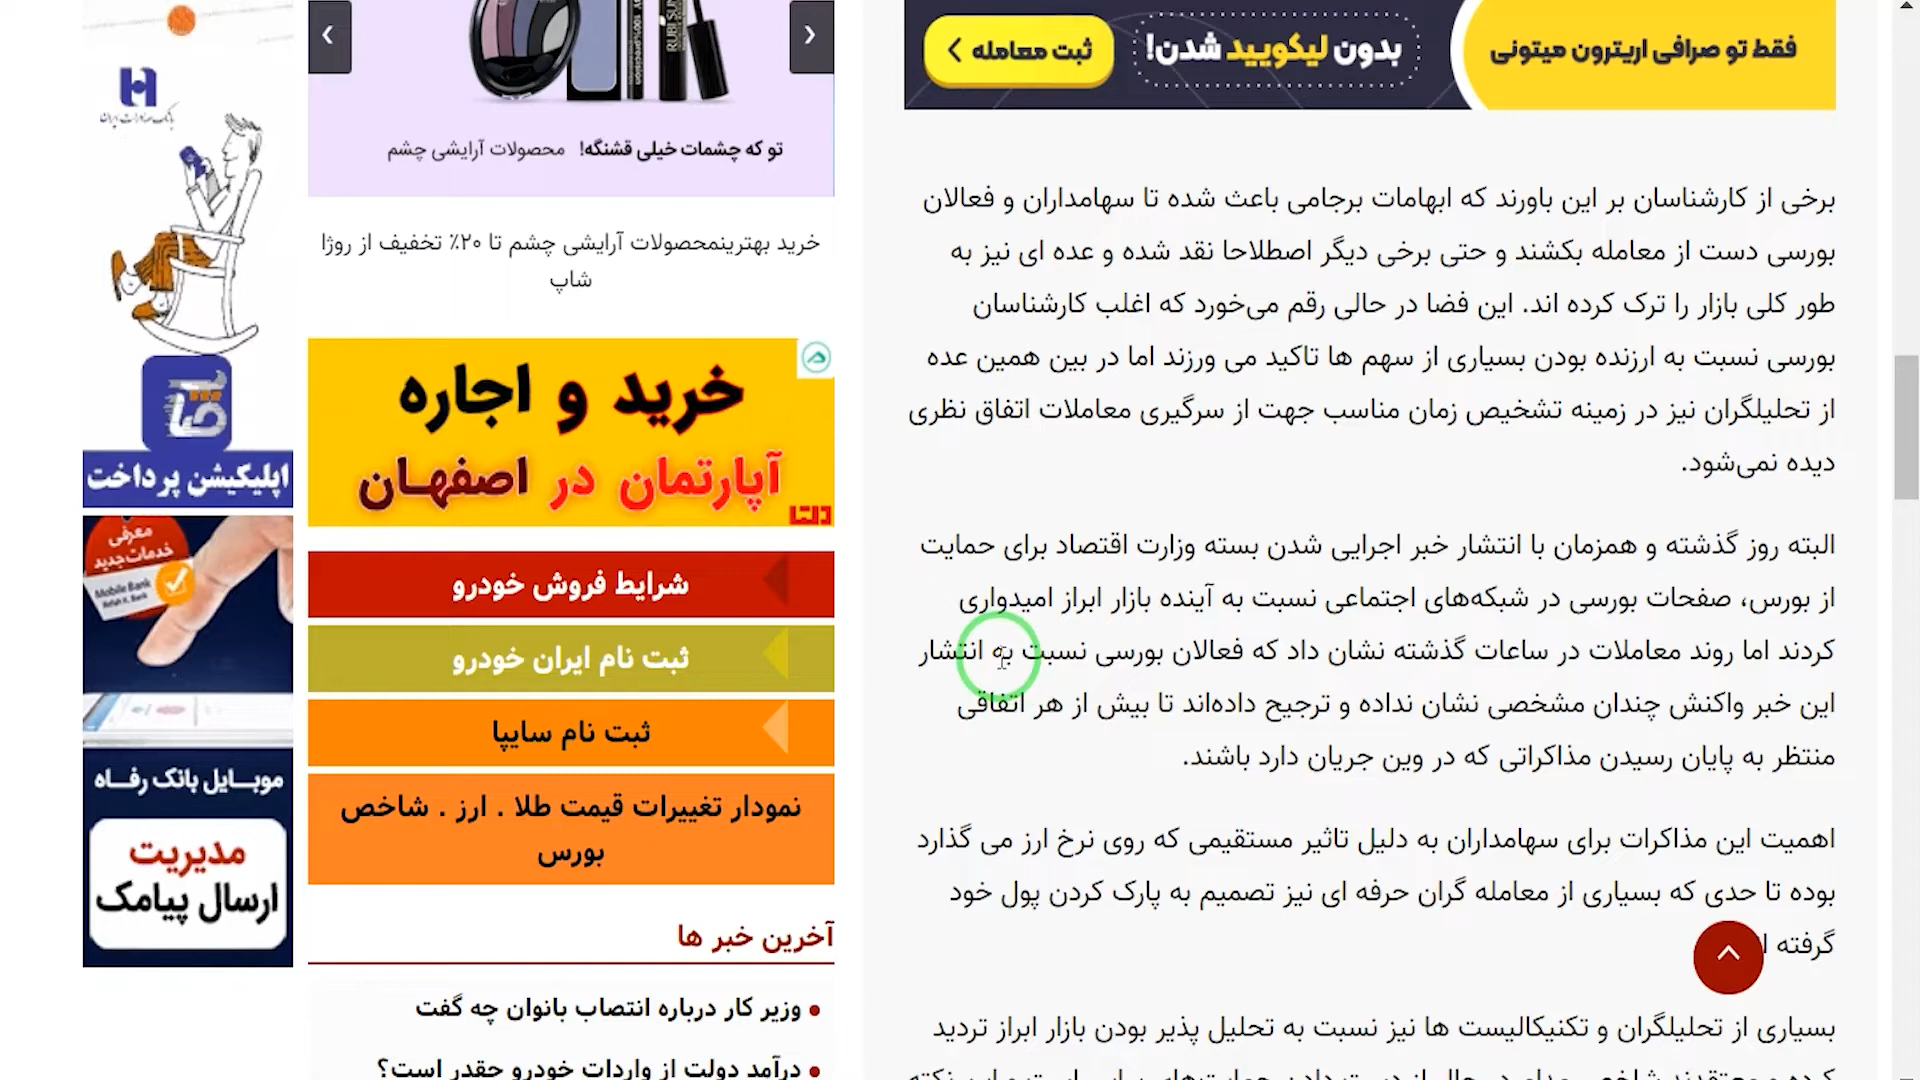 فقط تو صرافی اریترون میتونی
بدون لیکویید شدن!
ثبت معامله
برخی از کارشناسان بر این باورند که ابهامات برجامی باعث شده تا سهامداران و فعالان
بورسی دست از معامله بکشند و حتی برخی دیگر اصطلاحا نقد شده و عده ای نیز به
طور کلی بازار را ترک کرده اند. این فضا در حالی رقم می‌خورد که اغلب کارشناسان
بورسی نسبت به ارزنده بودن بسیاری از سهم ها تاکید می ورزند اما در بین همین عده
از تحلیلگران نیز در زمینه تشخیص زمان مناسب جهت از سرگیری معاملات اتفاق نظری
دیده نمی‌شود.
البته روز گذشته و همزمان با انتشار خبر اجرایی شدن بسته وزارت اقتصاد برای حمایت
از بورس، صفحات بورسی در شبکه‌های اجتماعی نسبت به آینده بازار ابراز امیدواری
کردند اما روند معاملات در ساعات گذشته نشان داد که فعالان بورسی نسبت به انتشار
این خبر واکنش چندان مشخصی نشان نداده و ترجیح داده‌اند تا بیش از هر اتفاقی
منتظر به پایان رسیدن مذاکراتی که در وین جریان دارد باشند.
اهمیت این مذاکرات برای سهامداران به دلیل تاثیر مستقیمی که روی نرخ ارز می گذارد
بوده تا حدی که بسیاری از معامله گران حرفه ای نیز تصمیم به پارک کردن پول خود
گرفته
بسیاری از تحلیلگران و تکنیکالیست ها نیز نسبت به تحلیل پذیر بودن بازار ابراز تردید
RUBI SUN
100% precision
تو که چشمات خیلی قشنگه! محصولات آرایشی چشم
خرید بهترینمحصولات آرایشی چشم تا ۲۰٪ تخفیف از روژا
شاپ
خرید و اجاره
آپارتمان در اصفهان
دلتا
شرایط فروش خودرو
ثبت نام ایران خودرو
ثبت نام سایپا
نمودار تغییرات قیمت طلا . ارز . شاخص
بورس
آخرین خبر ها
وزیر کار درباره انتصاب بانوان چه گفت
درآمد دولت از واردات خودرو چقدر است؟
بانک صادرات ایران
صاپ
اپلیکیشن پرداخت
معرفی
خدمات جدید
Mobile Bank
Refah K. Bank
موبایل بانک رفاه
مدیریت
ارسال پیامک